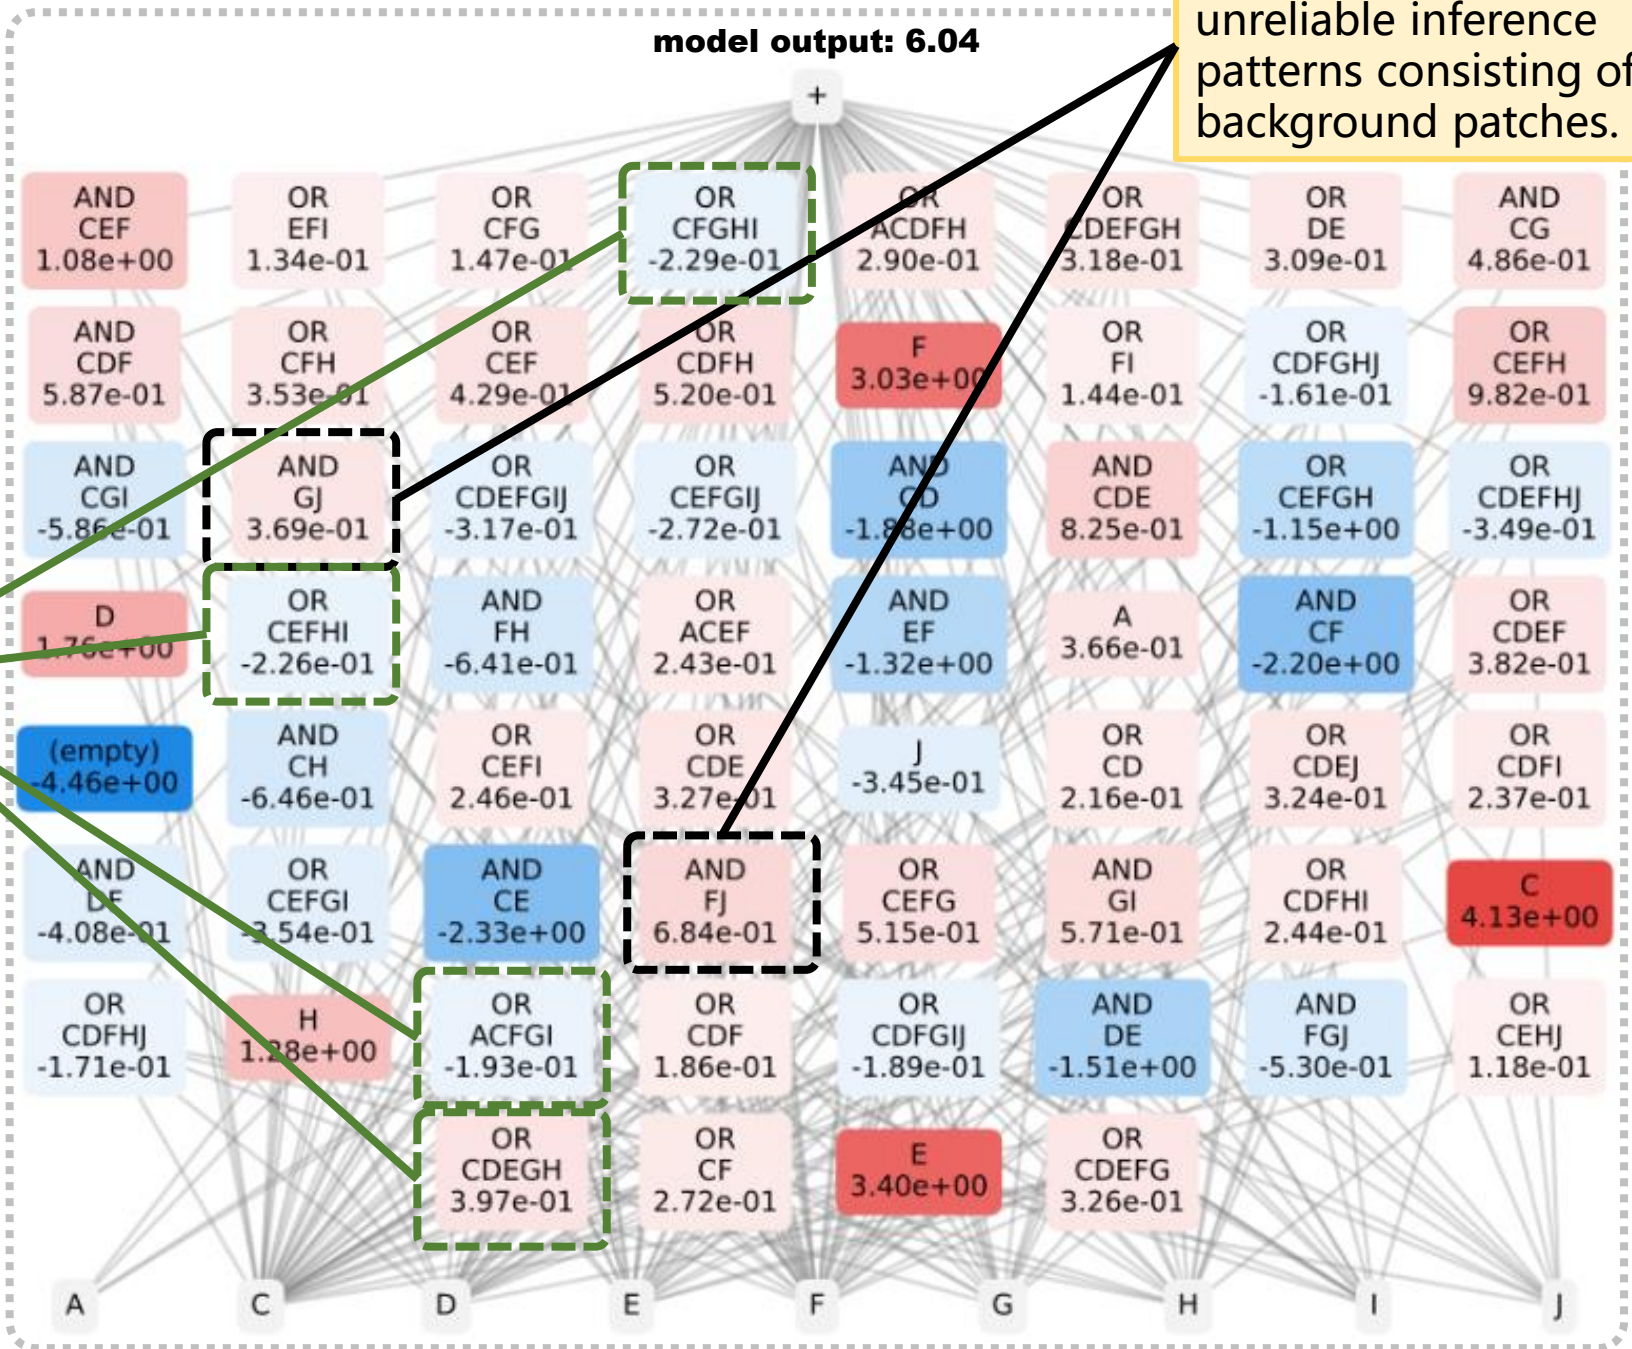 unreliable inference
patterns consisting of
background patches.
model output: 6.04
+
AND
CEF
1.08e+00
OR
EFI
1.34e-01
OR
CFG
1.47e-01
OR
CFGHI
-2.29e-01
OR
ACDFH
2.90e-01
OR
CDEFGH
3.18e-01
OR
DE
3.09e-01
AND
CG
4.86e-01
AND
CDF
5.87e-01
OR
CFH
3.53e-01
OR
CEF
4.29e-01
OR
CDFH
5.20e-01
F
3.03e+00
OR
FI
1.44e-01
OR
CDFGHJ
-1.61e-01
OR
CEFH
9.82e-01
AND
CGI
-5.86e-01
AND
GJ
3.69e-01
OR
CDEFGIJ
-3.17e-01
OR
CEFGIJ
-2.72e-01
AND
CD
-1.88e+00
AND
CDE
8.25e-01
OR
CEFGH
-1.15e+00
OR
CDEFHJ
-3.49e-01
D
1.76e+00
OR
CEFHI
-2.26e-01
AND
FH
-6.41e-01
OR
ACEF
2.43e-01
AND
EF
-1.32e+00
A
3.66e-01
AND
CF
-2.20e+00
OR
CDEF
3.82e-01
(empty)
-4.46e+00
AND
CH
-6.46e-01
OR
CEFI
2.46e-01
OR
CDE
3.27e-01
J
-3.45e-01
OR
CD
2.16e-01
OR
CDEJ
3.24e-01
OR
CDFI
2.37e-01
AND
-4.08e-01
OR
CEFGI
-3.54e-01
AND
CE
-2.33e+00
AND
FJ
6.84e-01
OR
CEFG
5.15e-01
AND
GI
5.71e-01
OR
CDFHI
2.44e-01
C
4.13e+00
OR
CDFHJ
-1.71e-01
H
1.28e+00
OR
ACFGI
-1.93e-01
OR
CDF
1.86e-01
OR
CDFGIJ
-1.89e-01
AND
DE
-1.51e+00
AND
FGJ
-5.30e-01
OR
CEHJ
1.18e-01
OR
CDEGH
3.97e-01
OR
CF
2.72e-01
E
3.40e+00
OR
CDEFG
3.26e-01
A C D E F G H I J